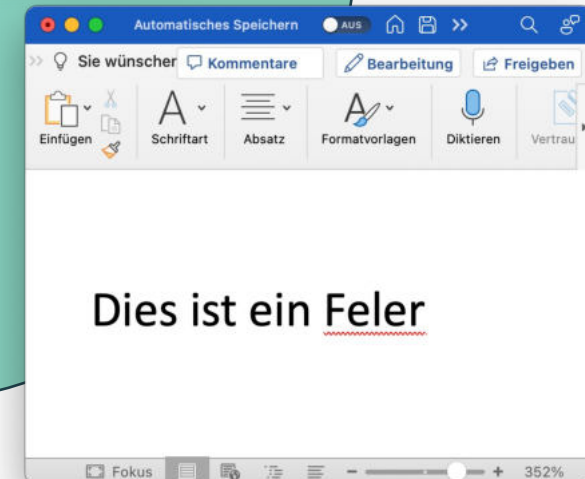 Automatisches Speichern AUS
Sie wünscher Kommentare Bearbeitung Freigeben
Einfügen Schriftart Absatz Formatvorlagen Diktieren Vertrau
Dies ist ein Feler
Fokus 352%